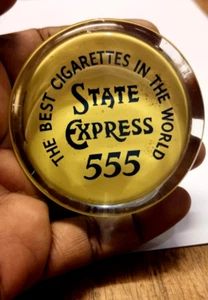 THE BEST CIGARETTES IN THE WORLD
STATE
EXPRESS
555